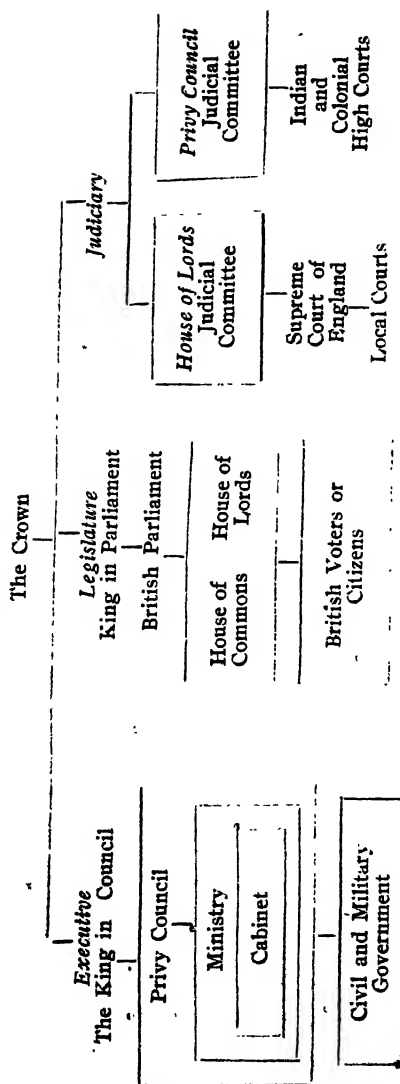 The Crown
Executive
The King in Council
Privy Council
Ministry
Cabinet
Civil and Military
Government
Legislature
King in Parliament
British Parliament
House of
Commons
House of
Lords
British Voters or
Citizens
Judiciary
House of Lords
Judicial
Committee
Supreme
Court of
England
Local Courts
Privy Council
Judicial
Committee
Indian
and
Colonial
High Courts